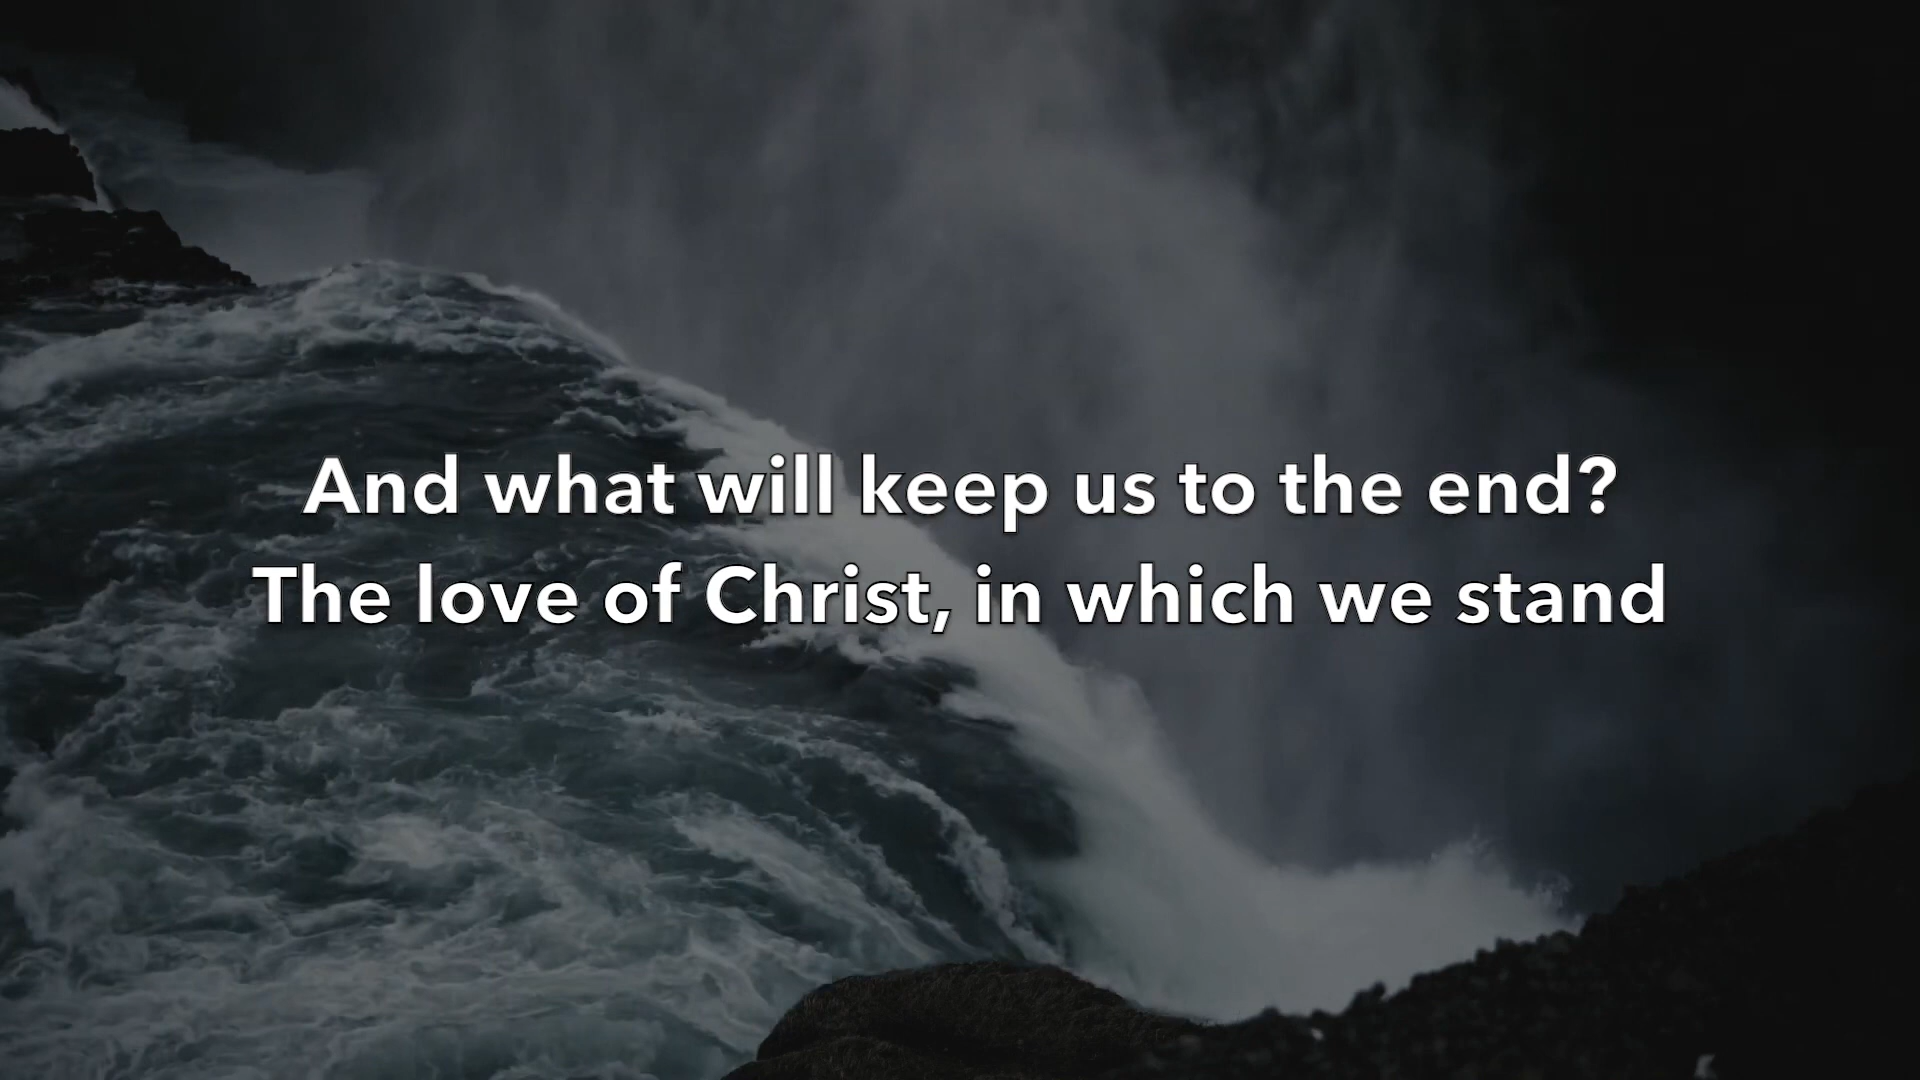 And what will keep us to the end?
The love of Christ, in which we stand